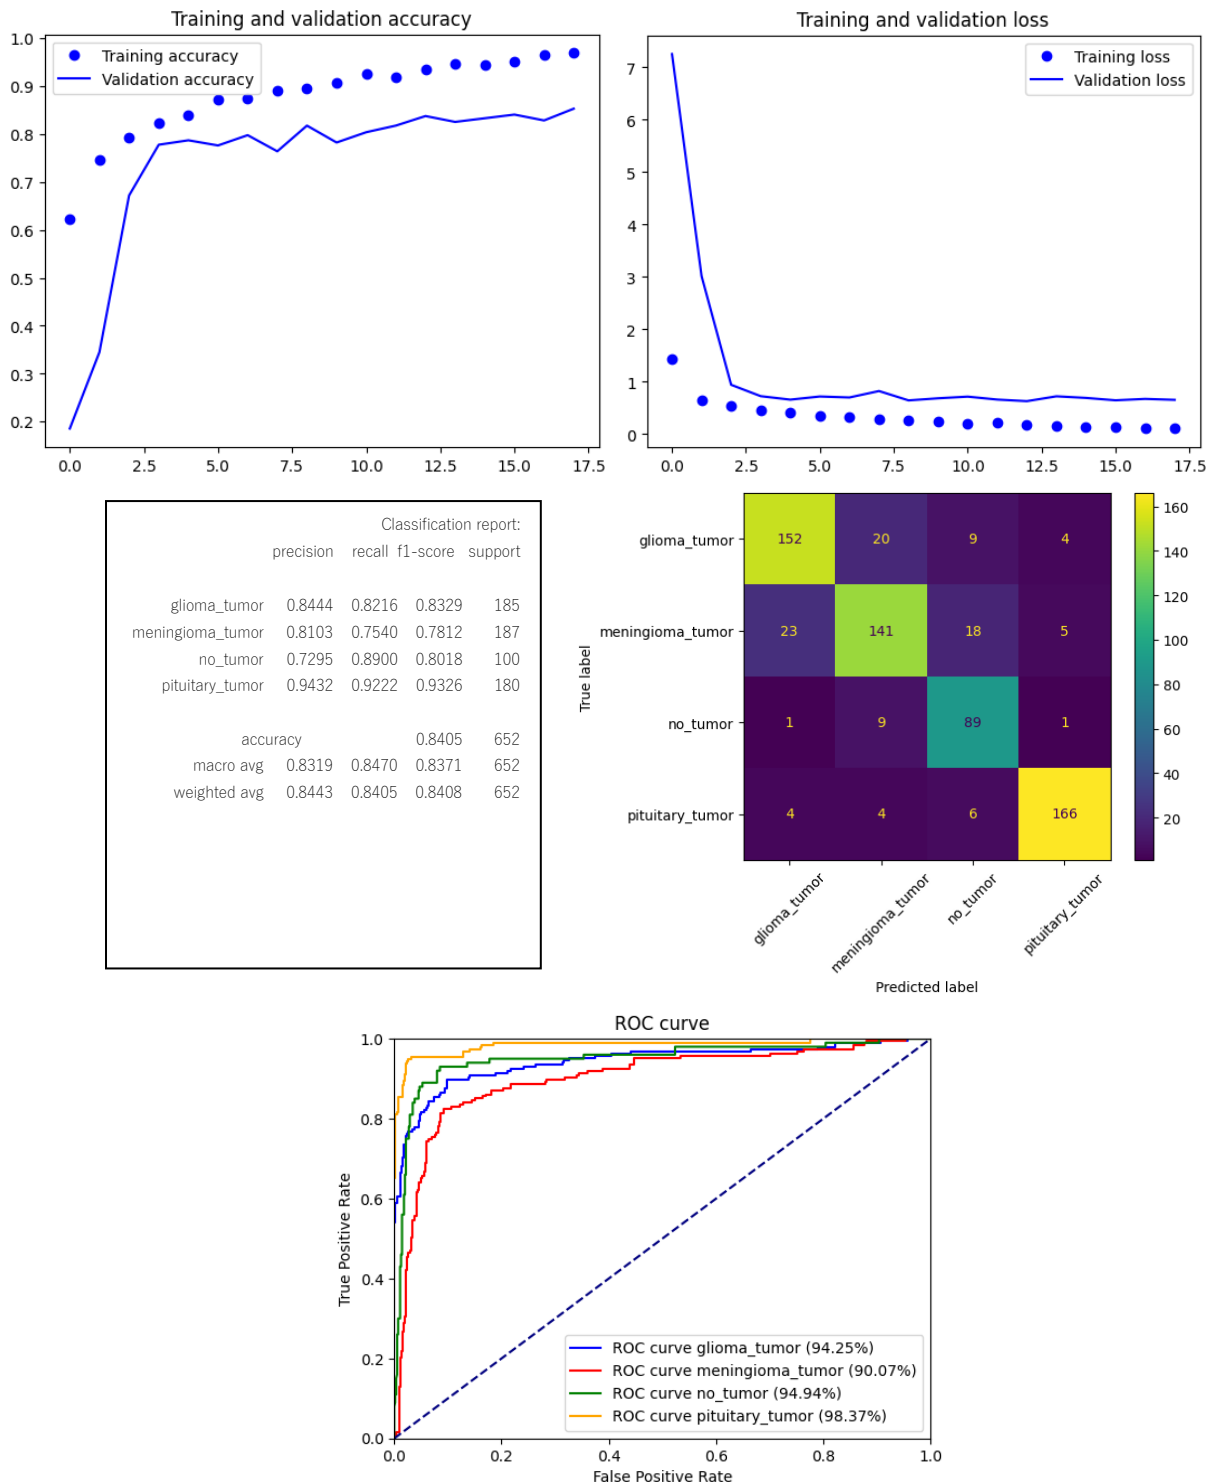 Training and validation accuracy
Training accuracy
Validation accuracy
1.0
0.9
0.8
0.7
0.6
0.5
0.4
0.3
0.2
0.0 2.5 5.0 7.5 10.0 12.5 15.0 17.5
Training and validation loss
Training loss
Validation loss
7
6
5
4
3
2
1
0
0.0 2.5 5.0 7.5 10.0 12.5 15.0 17.5
Classification report:
precision recall f1-score support
glioma_tumor 0.8444 0.8216 0.8329 185
meningioma_tumor 0.8103 0.7540 0.7812 187
no_tumor 0.7295 0.8900 0.8018 100
pituitary_tumor 0.9432 0.9222 0.9326 180
accuracy 0.8405 652
macro avg 0.8319 0.8470 0.8371 652
weighted avg 0.8443 0.8405 0.8408 652
True label
glioma_tumor 152 20 9 4
meningioma_tumor 23 141 18 5
no_tumor 1 9 89 1
pituitary_tumor 4 4 6 166
glioma_tumor meningioma_tumor no_tumor pituitary_tumor
Predicted label
160
140
120
100
80
60
40
20
ROC curve
True Positive Rate
1.0
0.8
0.6
0.4
0.2
0.0
ROC curve glioma_tumor (94.25%)
ROC curve meningioma_tumor (90.07%)
ROC curve no_tumor (94.94%)
ROC curve pituitary_tumor (98.37%)
0.0 0.2 0.4 0.6 0.8 1.0
False Positive Rate